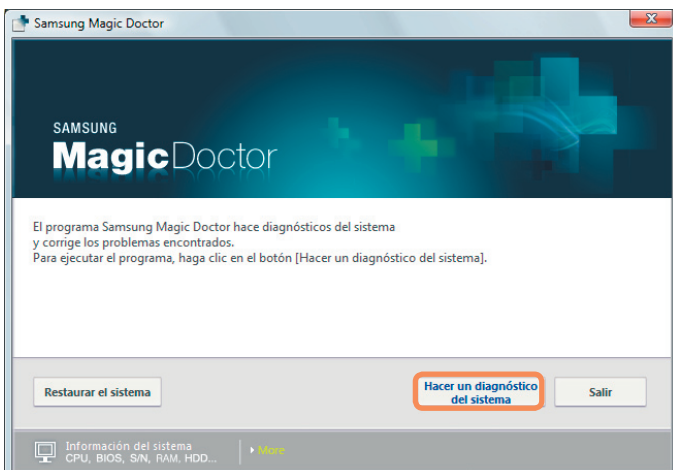 Samsung Magic Doctor
SAMSUNG
MagicDoctor
El programa Samsung Magic Doctor hace diagnósticos del sistema
y corrige los problemas encontrados.
Para ejecutar el programa, haga clic en el botón [Hacer un diagnóstico del sistema].
Restaurar el sistema
Hacer un diagnóstico
del sistema
Salir
Información del sistema
CPU, BIOS, S/N, RAM, HDD...
More